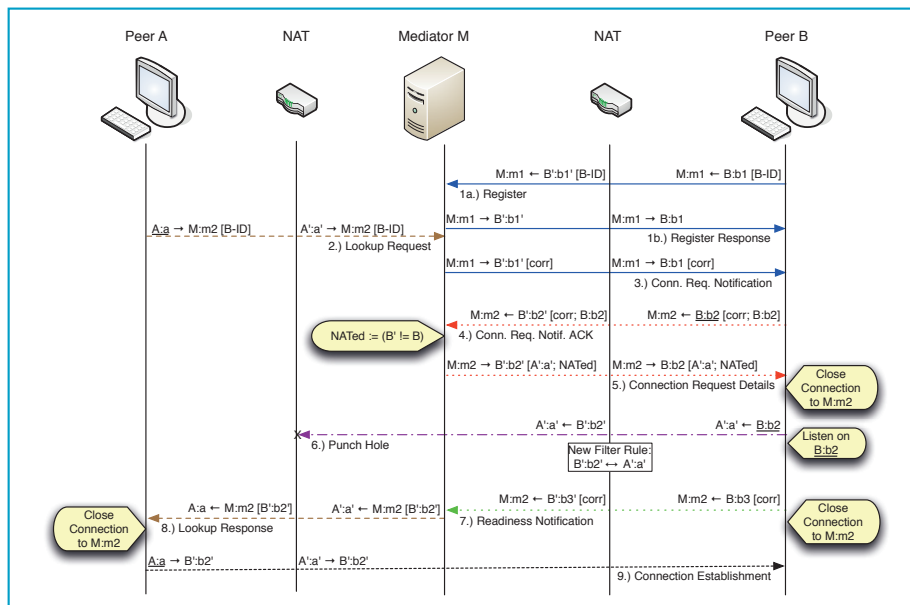 Peer A NAT Mediator M NAT Peer B
M:m1 ← B':b1' [B-ID] M:m1 ← B:b1 [B-ID]
1a.) Register
A:a → M:m2 [B-ID] A':a' → M:m2 [B-ID] M:m1 → B':b1' M:m1 → B:b1
2.) Lookup Request 1b.) Register Response
M:m1 → B':b1' [corr] M:m1 → B:b1 [corr]
3.) Conn. Req. Notification
M:m2 ← B':b2' [corr; B:b2] M:m2 ← B:b2 [corr; B:b2]
NATed := (B' != B) 4.) Conn. Req. Notif. ACK
M:m2 → B':b2' [A':a'; NATed] M:m2 → B:b2 [A':a'; NATed]
5.) Connection Request Details
Close
Connection
to M:m2
A':a' ← B':b2' A':a' ← B:b2
X
6.) Punch Hole
Listen on
B:b2
New Filter Rule:
B':b2' ↔ A':a'
A:a ← M:m2 [B':b2'] A':a' ← M:m2 [B':b2'] M:m2 ← B':b3' [corr] M:m2 ← B:b3 [corr]
7.) Readiness Notification
8.) Lookup Response
Close
Connection
to M:m2
Close
Connection
to M:m2
A:a → B':b2' A':a' → B':b2'
9.) Connection Establishment